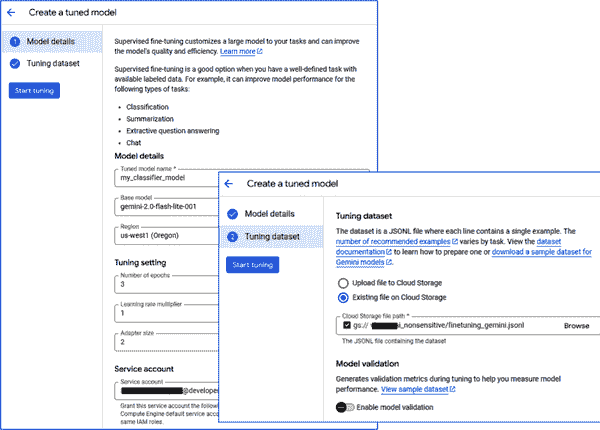 Create a tuned model
1 Model details
Tuning dataset
Start tuning
Supervised fine-tuning customizes a large model to your tasks and can improve
the model's quality and efficiency. Learn more
Supervised fine-tuning is a good option when you have a well-defined task with
available labeled data. For example, it can improve model performance for the
following types of tasks:
• Classification
• Summarization
• Extractive question answering
• Chat
Model details
Tuned model name *
my_classifier_model
Base model
gemini-2.0-flash-lite-001
Region
us-west1 (Oregon)
Tuning setting
Number of epochs
3
Learning rate multiplier
1
Adapter size
2
Service account
Service account
@develope
Grant this service account the follow
Compute Engine default service acco
same IAM roles.
Create a tuned model
Model details
2 Tuning dataset
Start tuning
Tuning dataset
The dataset is a JSONL file where each line contains a single example. The
number of recommended examples varies by task. View the dataset
documentation to learn how to prepare one or download a sample dataset for
Gemini models.
Upload file to Cloud Storage
Existing file on Cloud Storage
Cloud Storage file path *
gs:// i_nonsensitive/finetuning_gemini.jsonl Browse
The JSONL file containing the dataset
Model validation
Generates validation metrics during tuning to help you measure model
performance. View sample dataset
Enable model validation